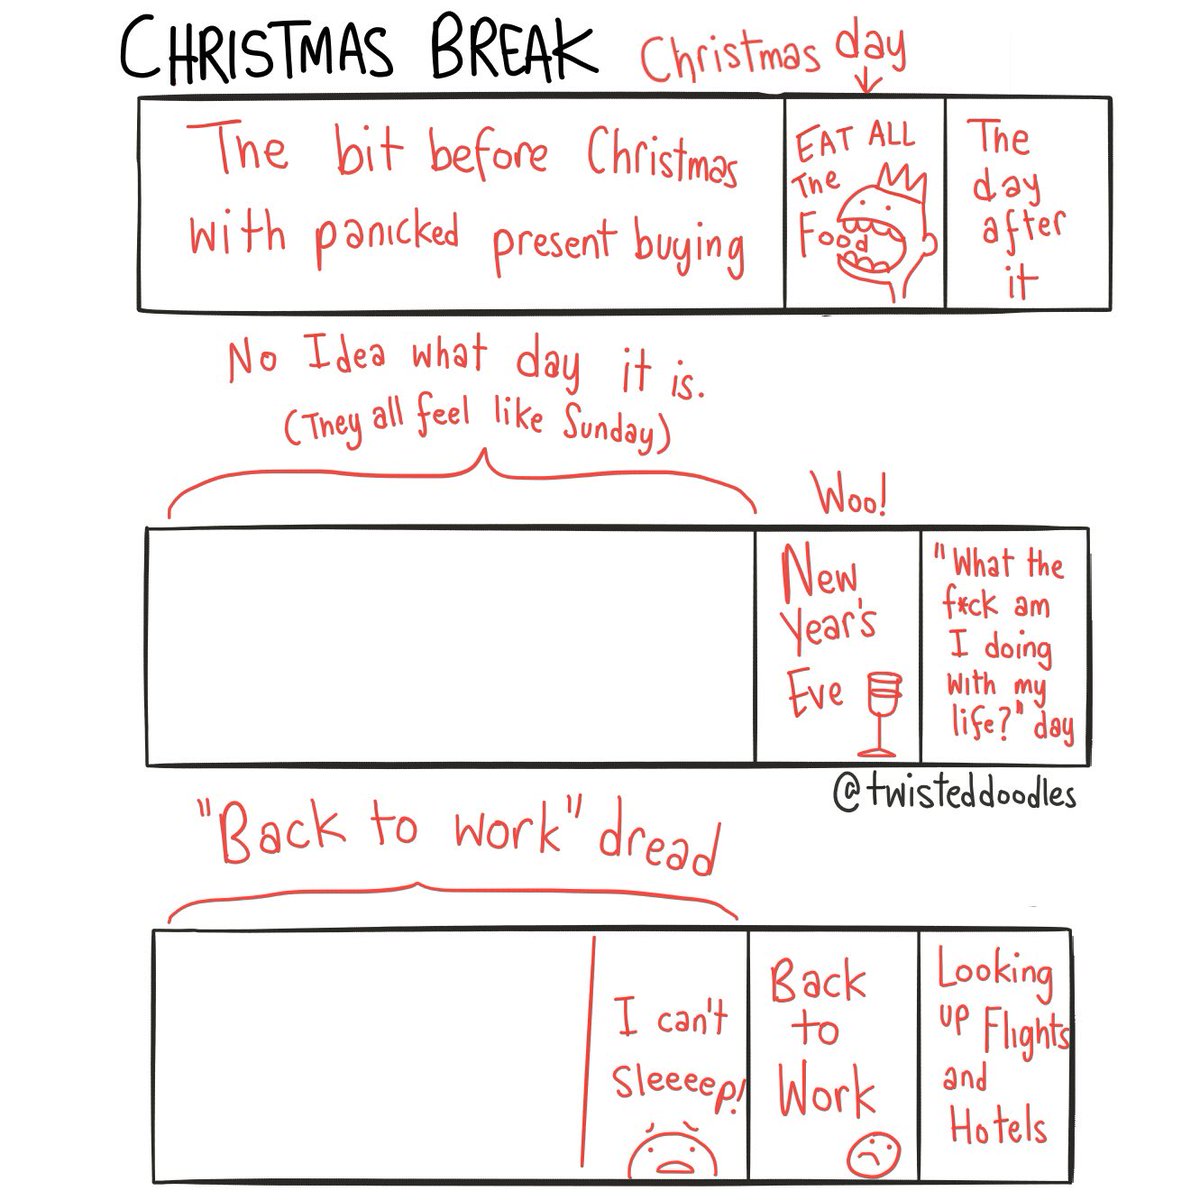 CHRISTMAS BREAK
Christmas day
The bit before Christmas
with panicked present buying
EAT ALL
The
Food
The
day
after
it
No Idea what day it is.
(They all feel like Sunday)
Woo!
New
Year's
Eve
"What the
f*ck am
I doing
with my
life?" day
@twisteddoodles
"Back to work" dread
I can't
Sleeeep!
Back
to
Work
Looking
up Flights
and
Hotels